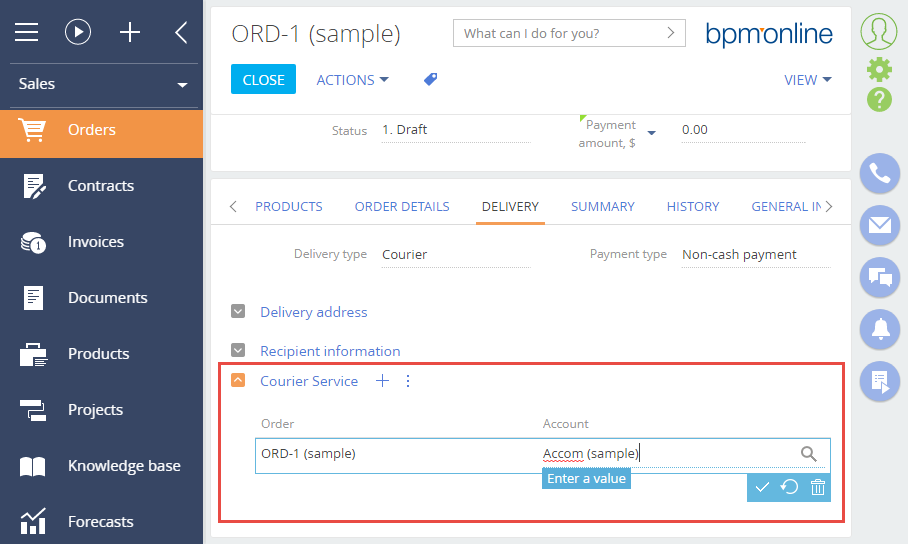 Sales
Orders
Contracts
Invoices
1
Documents
Products
Projects
Knowledge base
Forecasts
ORD-1 (sample)
What can I do for you?
bpmonline
CLOSE
ACTIONS
VIEW
Status
1. Draft
Payment
amount, $
0.00
PRODUCTS
ORDER DETAILS
DELIVERY
SUMMARY
HISTORY
GENERAL IN
Delivery type
Courier
Payment type
Non-cash payment
Delivery address
Recipient information
Courier Service
Order
Account
ORD-1 (sample)
Accom (sample)
Enter a value
?